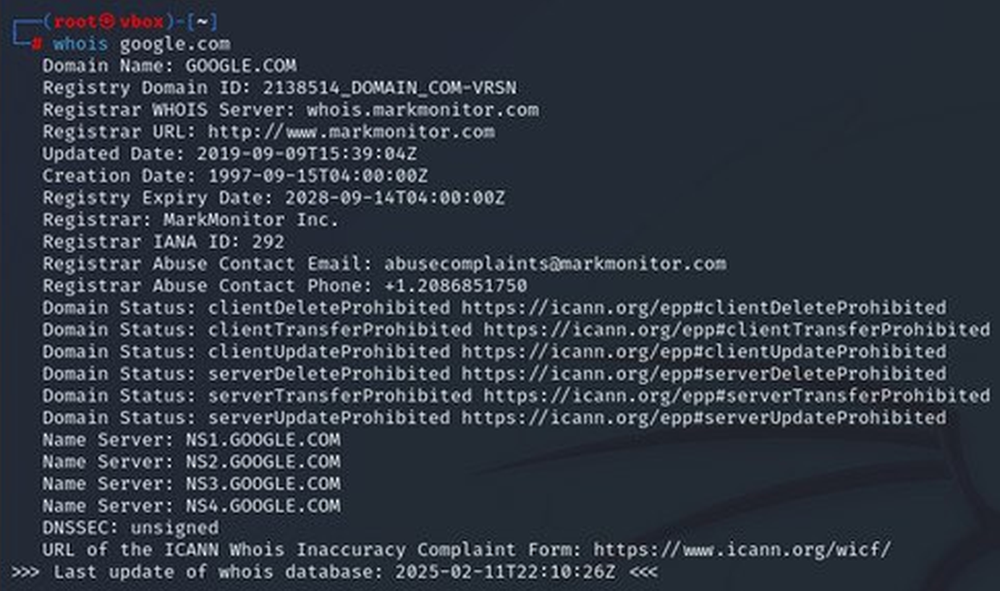 ┌──(root㉿vbox)-[~]
└─# whois google.com
Domain Name: GOOGLE.COM
Registry Domain ID: 2138514_DOMAIN_COM-VRSN
Registrar WHOIS Server: whois.markmonitor.com
Registrar URL: http://www.markmonitor.com
Updated Date: 2019-09-09T15:39:04Z
Creation Date: 1997-09-15T04:00:00Z
Registry Expiry Date: 2028-09-14T04:00:00Z
Registrar: MarkMonitor Inc.
Registrar IANA ID: 292
Registrar Abuse Contact Email: abusecomplaints@markmonitor.com
Registrar Abuse Contact Phone: +1.2086851750
Domain Status: clientDeleteProhibited https://icann.org/epp#clientDeleteProhibited
Domain Status: clientTransferProhibited https://icann.org/epp#clientTransferProhibited
Domain Status: clientUpdateProhibited https://icann.org/epp#clientUpdateProhibited
Domain Status: serverDeleteProhibited https://icann.org/epp#serverDeleteProhibited
Domain Status: serverTransferProhibited https://icann.org/epp#serverTransferProhibited
Domain Status: serverUpdateProhibited https://icann.org/epp#serverUpdateProhibited
Name Server: NS1.GOOGLE.COM
Name Server: NS2.GOOGLE.COM
Name Server: NS3.GOOGLE.COM
Name Server: NS4.GOOGLE.COM
DNSSEC: unsigned
URL of the ICANN Whois Inaccuracy Complaint Form: https://www.icann.org/wicf/
>>> Last update of whois database: 2025-02-11T22:10:26Z <<<